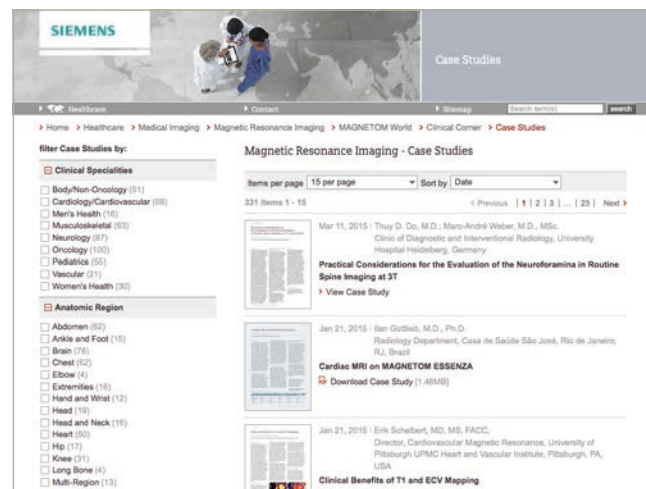 SIEMENS
Case Studies
Healthcare
Contact
Sitemap
Search term(s)
search
Home
Healthcare
Medical Imaging
Magnetic Resonance Imaging
MAGNETOM World
Clinical Corner
Case Studies
filter Case Studies by:
Clinical Specialities
Body/Non-Oncology (51)
Cardiology/Cardiovascular (68)
Men's Health (16)
Musculoskeletal (63)
Neurology (87)
Oncology (100)
Pediatrics (55)
Vascular (21)
Women's Health (30)
Anatomic Region
Abdomen (62)
Ankle and Foot (15)
Brain (78)
Chest (62)
Elbow (4)
Extremities (16)
Hand and Wrist (12)
Head (19)
Head and Neck (16)
Heart (50)
Hip (17)
Knee (31)
Long Bone (4)
Multi-Region (13)
Magnetic Resonance Imaging - Case Studies
Items per page 15 per page Sort by Date
331 Items 1 - 15
< Previous | 1 | 2 | 3 | ... | 23 | Next
Mar 11, 2015 | Thuy D. Do, M.D.; Marc-André Weber, M.D., MSc.
Clinic of Diagnostic and Interventional Radiology, University
Hospital Heidelberg, Germany
Practical Considerations for the Evaluation of the Neuroforamina in Routine
Spine Imaging at 3T
View Case Study
Jan 21, 2015 | Ilan Gottlieb, M.D., Ph.D.
Radiology Department, Casa de Saúde São José, Rio de Janeiro,
RJ, Brazil
Cardiac MRI on MAGNETOM ESSENZA
Download Case Study [1.46MB]
Jan 21, 2015 | Erik Schelbert, MD, MS, FACC,
Director, Cardiovascular Magnetic Resonance, University of
Pittsburgh UPMC Heart and Vascular Institute, Pittsburgh, PA,
USA
Clinical Benefits of T1 and ECV Mapping